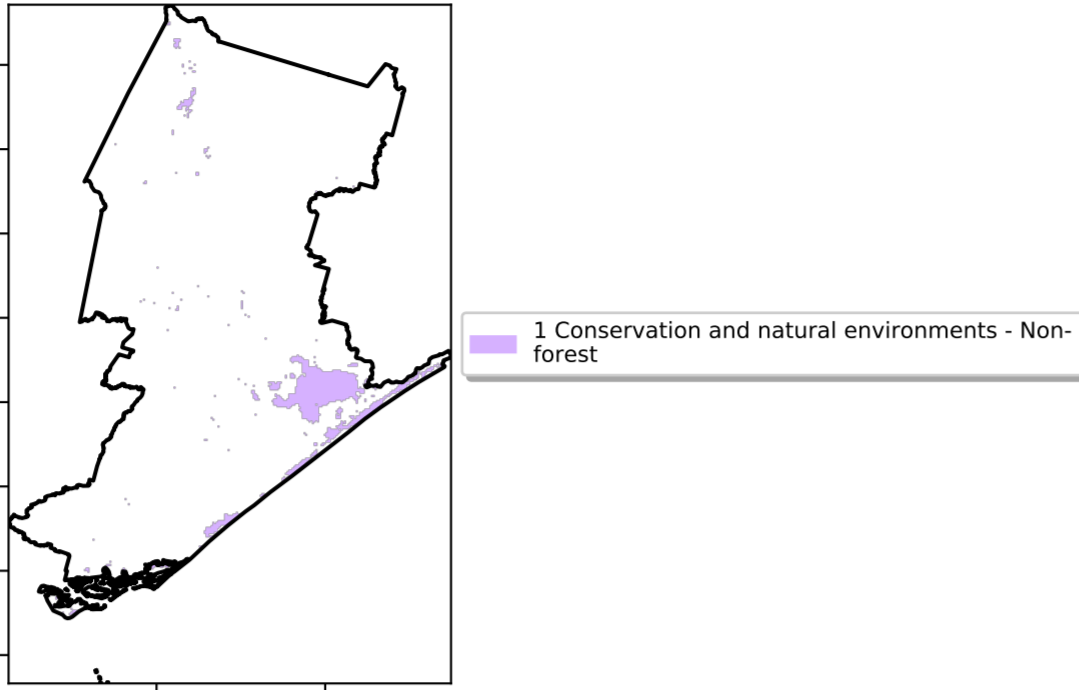 1 Conservation and natural environments - Non-
forest